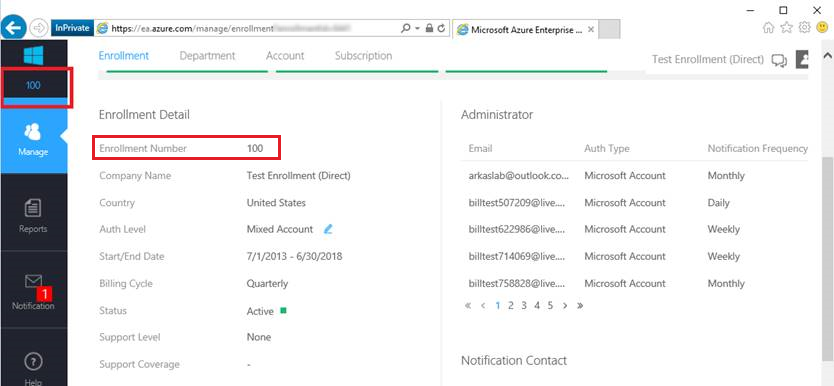 InPrivate
https://ea.azure.com/manage/enrollment
Microsoft Azure Enterprise ...
100
Manage
Reports
1
Notification
Help
Enrollment Department Account Subscription
Test Enrollment (Direct)
Enrollment Detail
Enrollment Number 100
Company Name Test Enrollment (Direct)
Country United States
Auth Level Mixed Account
Start/End Date 7/1/2013 - 6/30/2018
Billing Cycle Quarterly
Status Active
Support Level None
Support Coverage -
Administrator
Email Auth Type Notification Frequency
arkaslab@outlook.co... Microsoft Account Monthly
billtest507209@live.... Microsoft Account Daily
billtest622986@live.... Microsoft Account Weekly
billtest714069@live.... Microsoft Account Weekly
billtest758828@live.... Microsoft Account Monthly
« ‹ 1 2 3 4 5 › »
Notification Contact